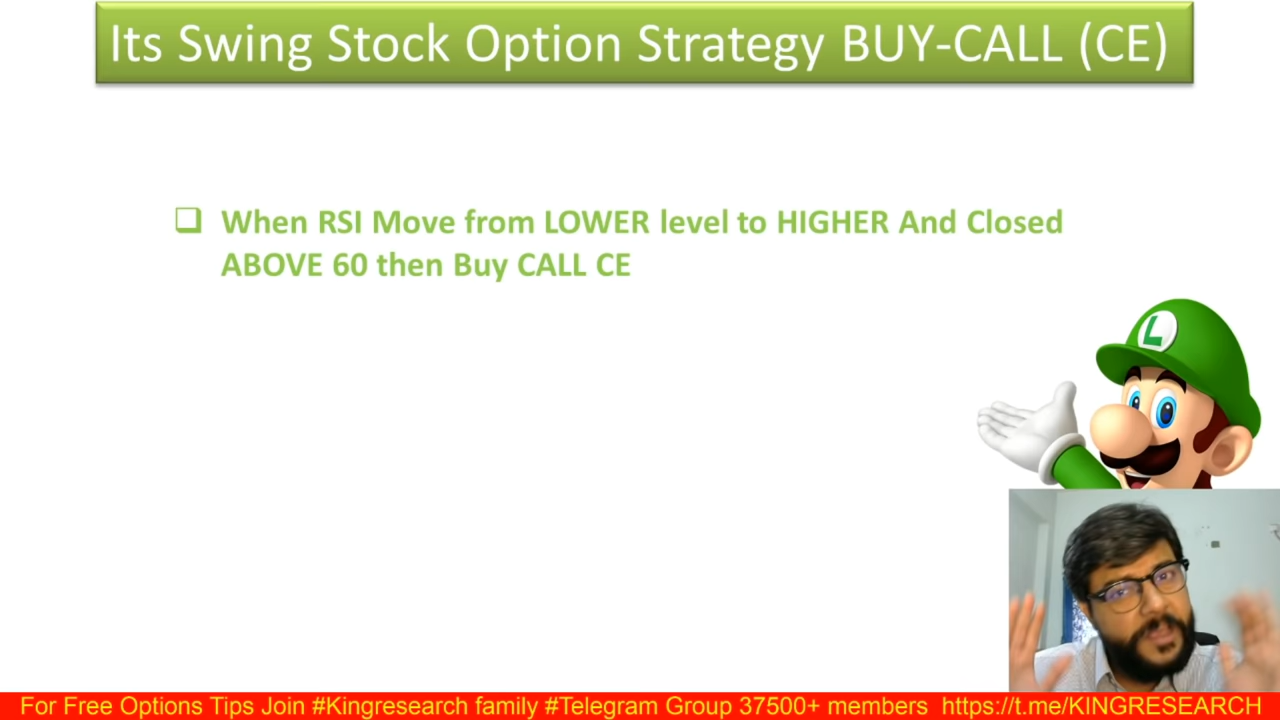 Its Swing Stock Option Strategy BUY-CALL (CE)
When RSI Move from LOWER level to HIGHER And Closed
ABOVE 60 then Buy CALL CE
L
For Free Options Tips Join #Kingresearch family #Telegram Group 37500+ members https://t.me/KINGRESEARCH